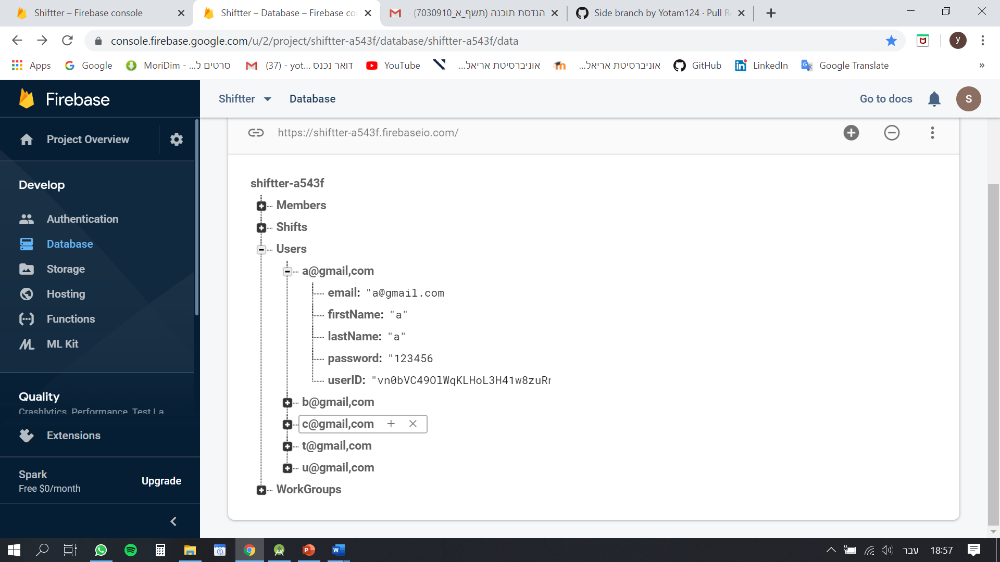 Shiftter – Firebase console
Shiftter – Database – Firebase co
הנדסת תוכנה (תשף_א_7030910) -
Side branch by Yotam124 · Pull R
console.firebase.google.com/u/2/project/shiftter-a543f/database/shiftter-a543f/data
y
Apps
Google
MoriDim - סרטים ל...
(37) - yot... דואר נכנס
YouTube
אוניברסיטת אריאל...
אוניברסיטת אריאל...
GitHub
LinkedIn
Google Translate
»
Firebase
Shiftter
Database
Go to docs
S
Project Overview
https://shiftter-a543f.firebaseio.com/
Develop
Authentication
Database
Storage
Hosting
Functions
ML Kit
Quality
Crashlytics, Performance, Test La
Extensions
Spark
Free $0/month
Upgrade
shiftter-a543f
Members
Shifts
Users
a@gmail,com
email: "a@gmail.com
firstName: "a"
lastName: "a"
password: "123456
userID: "vn0bVC49OlWqKLHoL3H41w8zuRr
b@gmail,com
c@gmail,com
t@gmail,com
u@gmail,com
WorkGroups
עבר
18:57